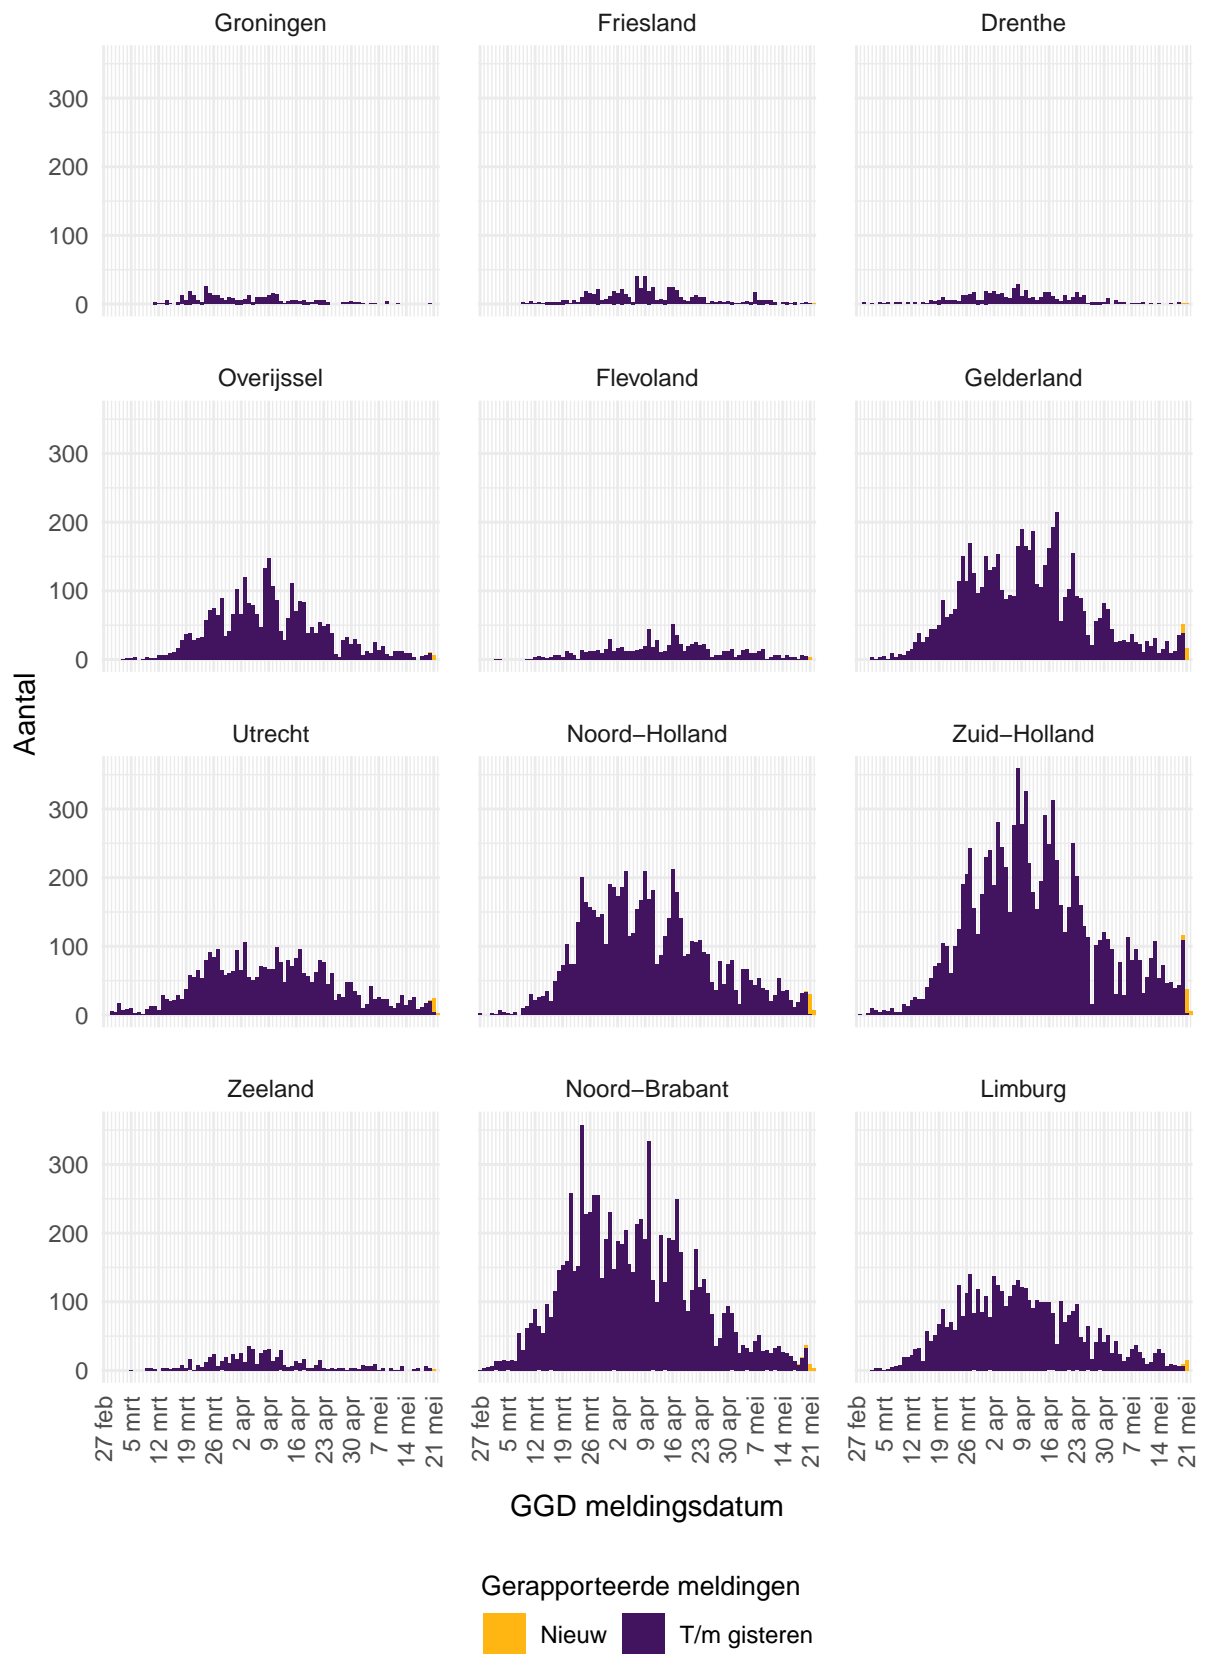 Groningen Friesland Drenthe
300
200
100
0
Overijssel Flevoland Gelderland
300
200
100
0
Aantal
Utrecht Noord−Holland Zuid−Holland
300
200
100
0
Zeeland Noord−Brabant Limburg
300
200
100
0
27 feb 5 mrt 12 mrt 19 mrt 26 mrt 2 apr 9 apr 16 apr 23 apr 30 apr 7 mei 14 mei 21 mei 27 feb 5 mrt 12 mrt 19 mrt 26 mrt 2 apr 9 apr 16 apr 23 apr 30 apr 7 mei 14 mei 21 mei 27 feb 5 mrt 12 mrt 19 mrt 26 mrt 2 apr 9 apr 16 apr 23 apr 30 apr 7 mei 14 mei 21 mei
GGD meldingsdatum
Gerapporteerde meldingen
Nieuw T/m gisteren